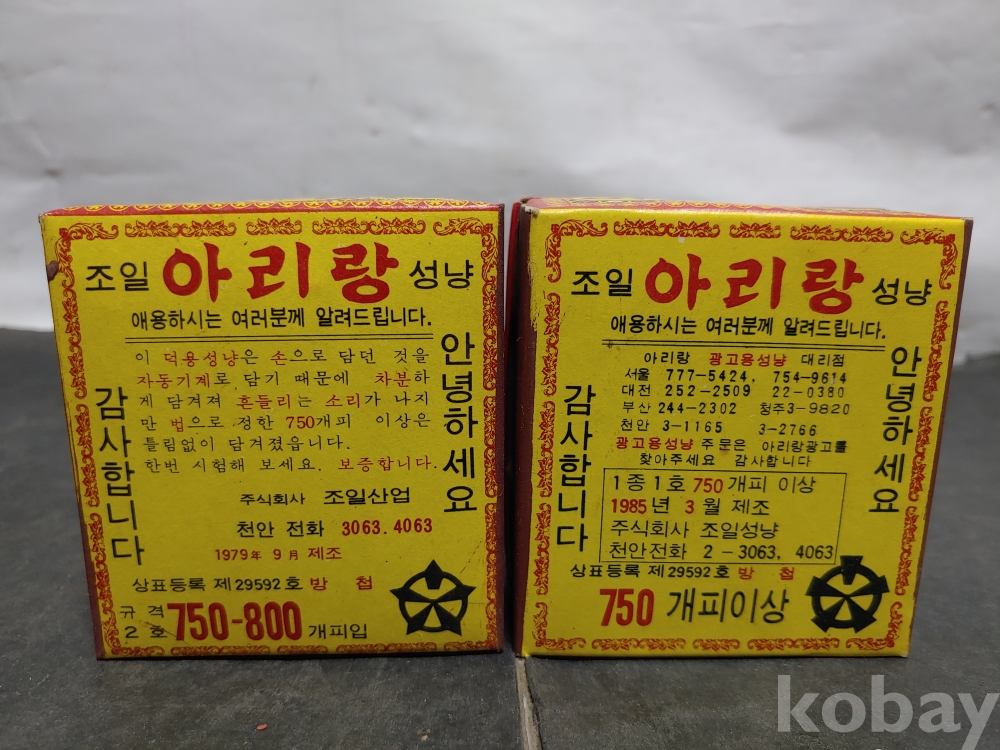 조일 아리랑 성냥
애용하시는 여러분께 알려드립니다.
안녕하세요
감사합니다
이 덕용성냥은 손으로 담던 것을
자동기계로 담기 때문에 차분하
게 담겨져 흔들리는 소리가 나지
만 법으로 정한 750개피 이상은
틀림없이 담겨졌읍니다.
한번 시험해 보세요. 보증합니다.
주식회사 조일산업
천안 전화 3063. 4063
1979年 9月 제조
상표등록 제29592호 방 첩
규격
2호 750-800 개피입
조일 아리랑 성냥
애용하시는 여러분께 알려드립니다.
안녕하세요
감사합니다
아리랑 광고용성냥 대리점
서울 777-5424, 754-9614
대전 252-2509 22-0380
부산 244-2302 청주3-9820
천안 3-1165 3-2766
광고용성냥 주문은 아리랑광고를
찾아주세요 감사합니다
1종 1호 750 개피 이상
1985년 3월 제조
주식회사 조일성냥
천안전화 2-3063. 4063
상표등록 제29592호 방 첩
750 개피이상
kobay